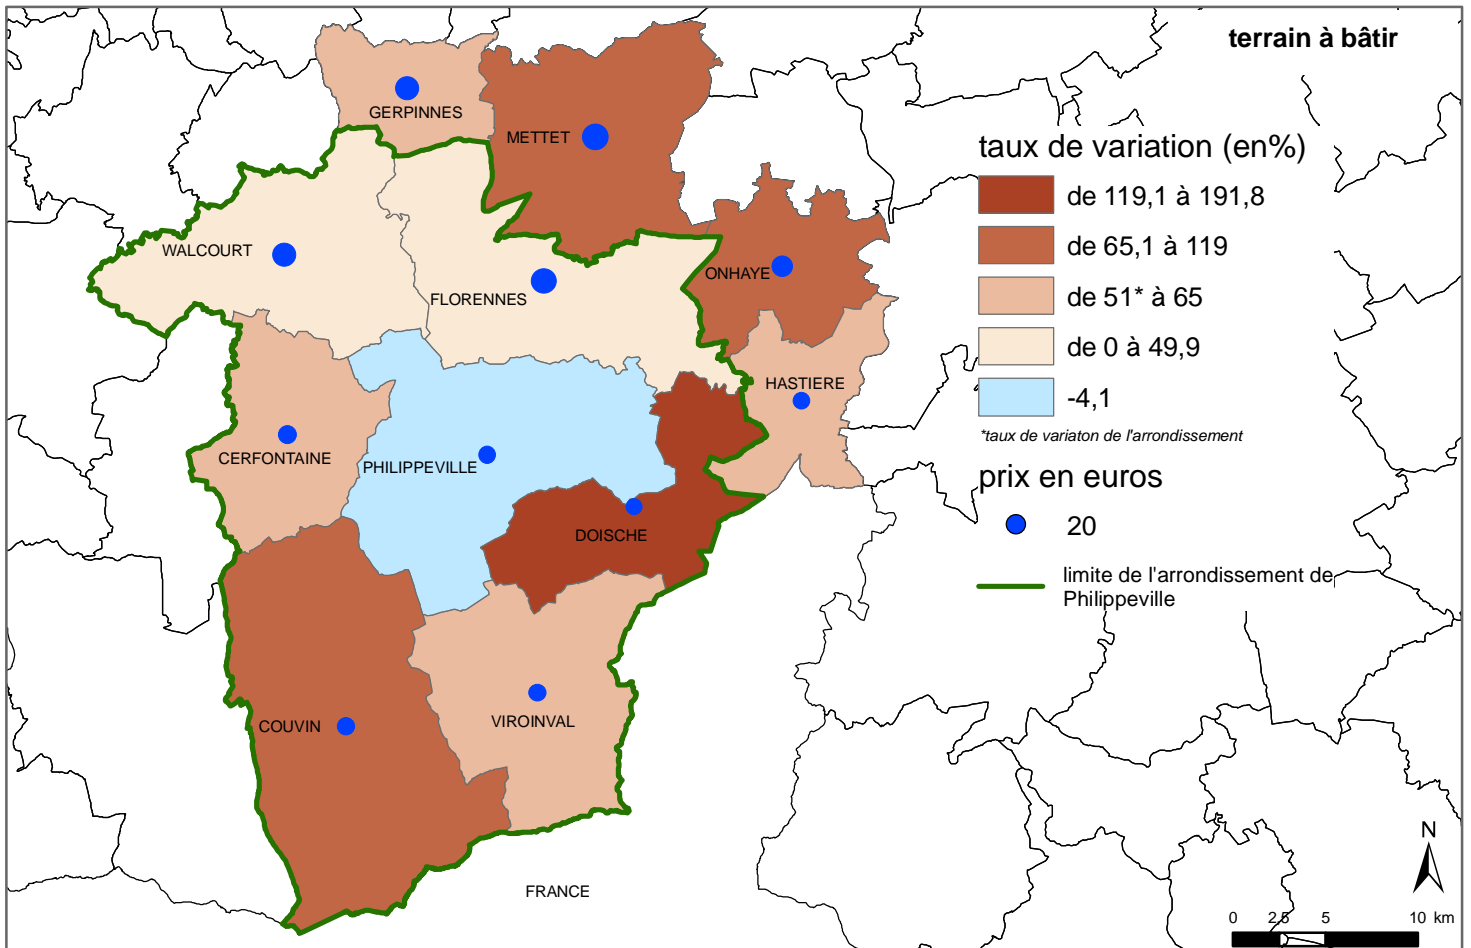 terrain à bâtir
GERPINNES
METTET
WALCOURT
FLORENNES
ONHAYE
HASTIERE
CERFONTAINE
PHILIPPEVILLE
DOISCHE
COUVIN
VIROINVAL
FRANCE
taux de variation (en%)
de 119,1 à 191,8
de 65,1 à 119
de 51* à 65
de 0 à 49,9
-4,1
*taux de variaton de l'arrondissement
prix en euros
20
limite de l'arrondissement de
Philippeville
N
0 2,5 5 10 km